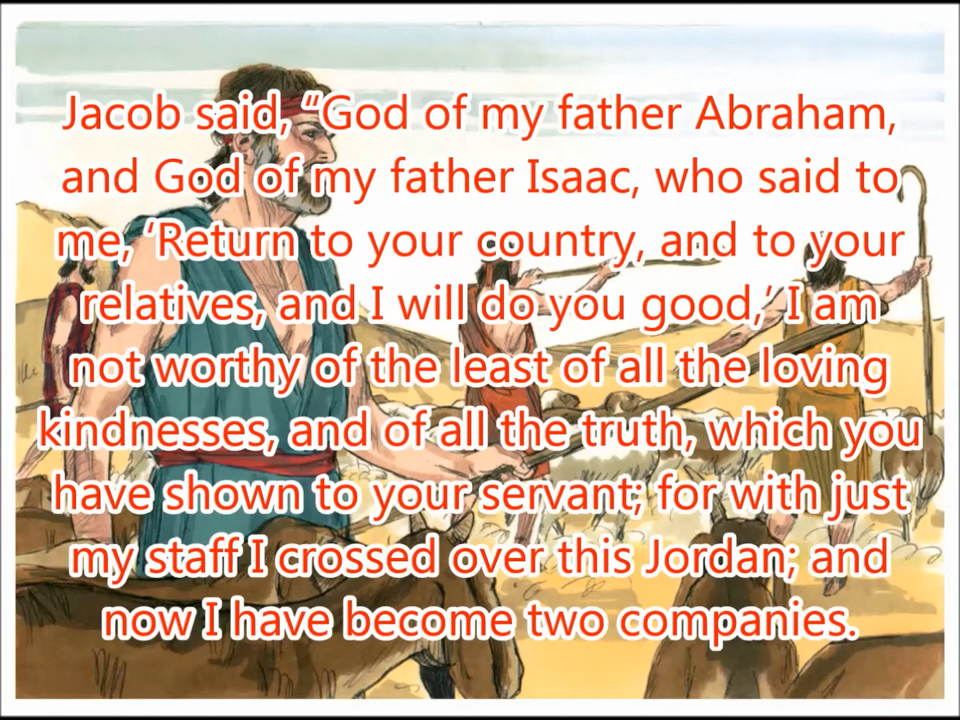 Jacob said, “God of my father Abraham,
and God of my father Isaac, who said to
me, ‘Return to your country, and to your
relatives, and I will do you good,’ I am
not worthy of the least of all the loving
kindnesses, and of all the truth, which you
have shown to your servant; for with just
my staff I crossed over this Jordan; and
now I have become two companies.